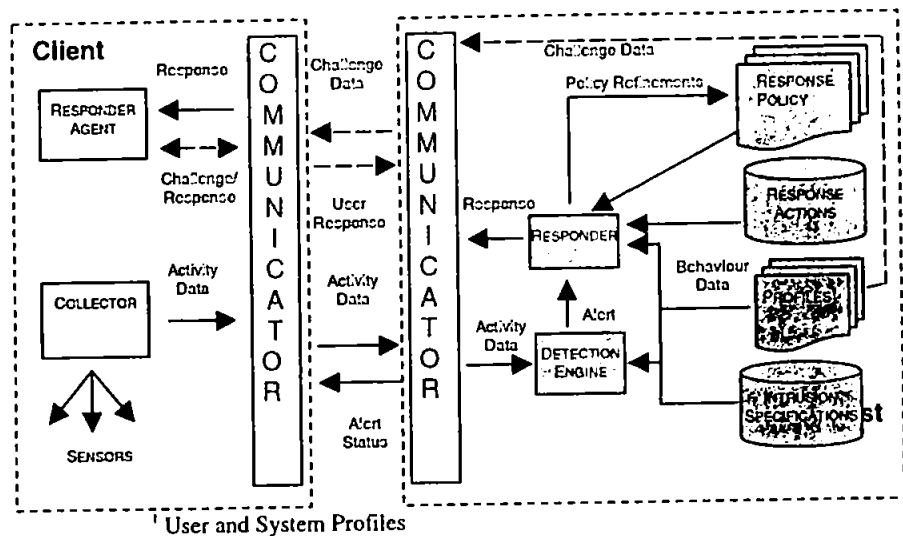 Client
Response
RESPONDER
AGENT
Challenge/
Response
Activity
Data
COLLECTOR
SENSORS
COMMUNICATOR
Challenge
Data
User
Response
Activity
Data
Alert
Status
COMMUNICATOR
Challenge Data
Policy Refinements
RESPONSE
POLICY
Response
RESPONDER
RESPONSE
ACTIONS
Behaviour
Data
PROFILES
Alert
Activity
Data
DETECTION
ENGINE
INTRUSION
SPECIFICATIONS
st
User and System Profiles